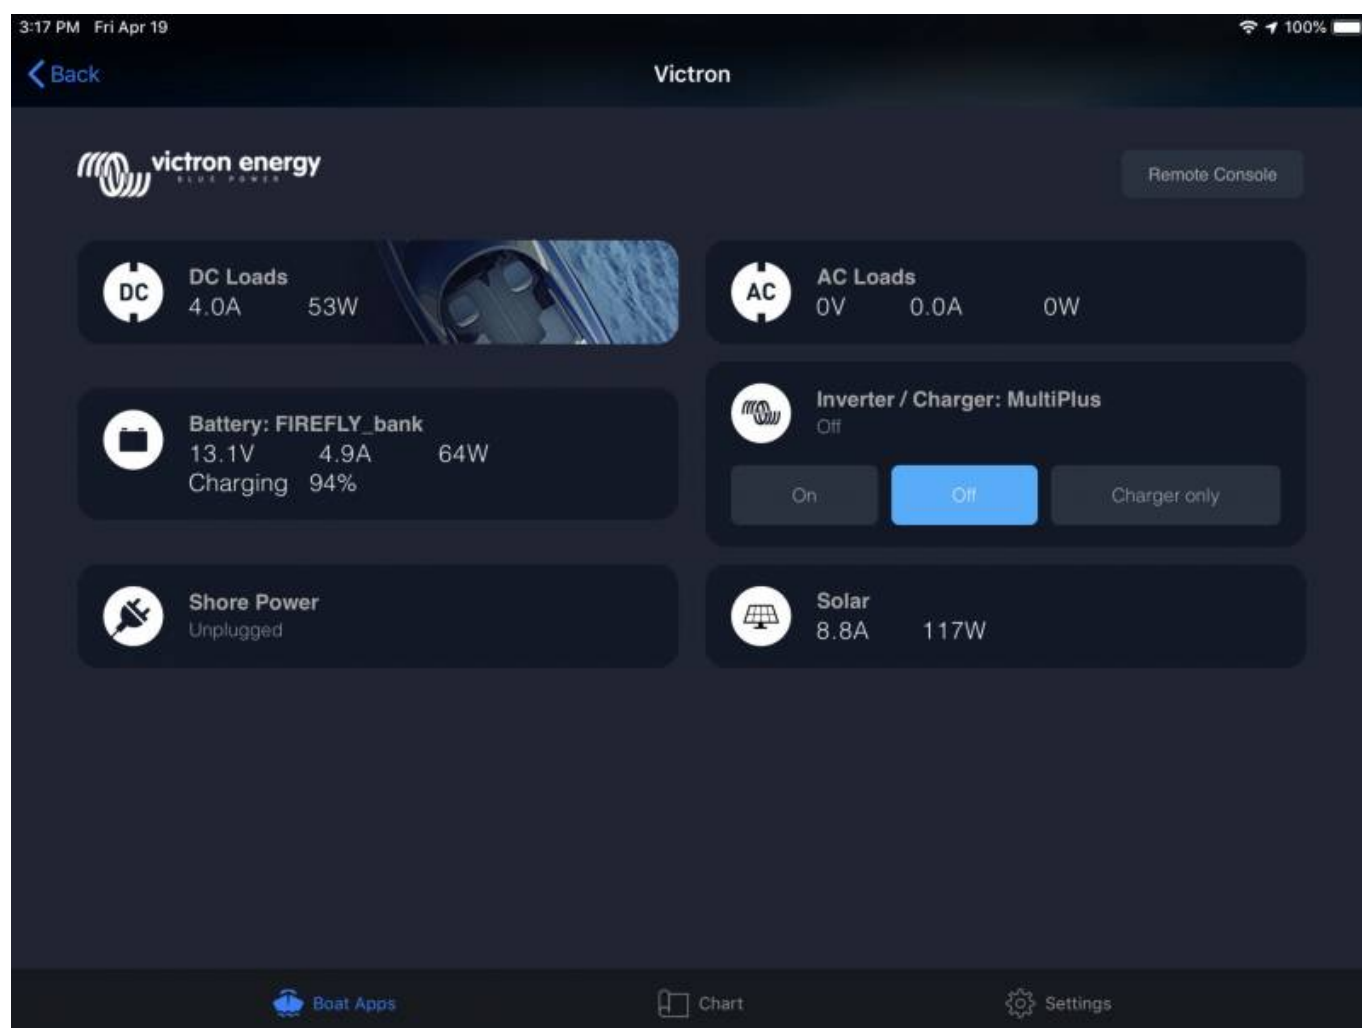 3:17 PM Fri Apr 19
100%
Back
Victron
victron energy
BLUE POWER
Remote Console
DC
DC Loads
4.0A 53W
AC
AC Loads
0V 0.0A 0W
Battery: FIREFLY_bank
13.1V 4.9A 64W
Charging 94%
Inverter / Charger: MultiPlus
Off
On Off Charger only
Shore Power
Unplugged
Solar
8.8A 117W
Boat Apps Chart Settings